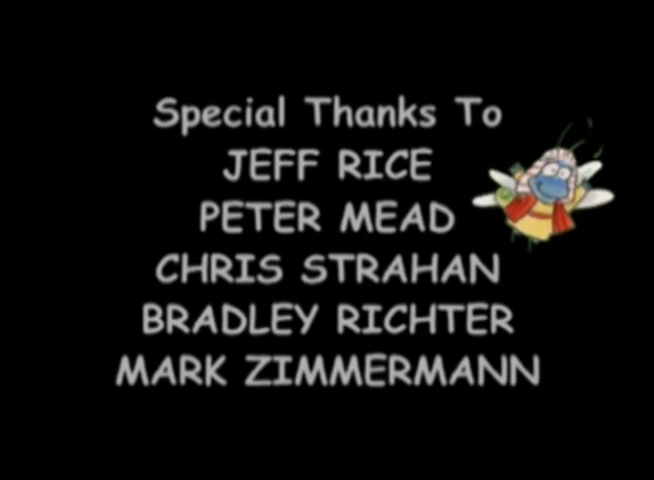 Special Thanks To
JEFF RICE
PETER MEAD
CHRIS STRAHAN
BRADLEY RICHTER
MARK ZIMMERMANN